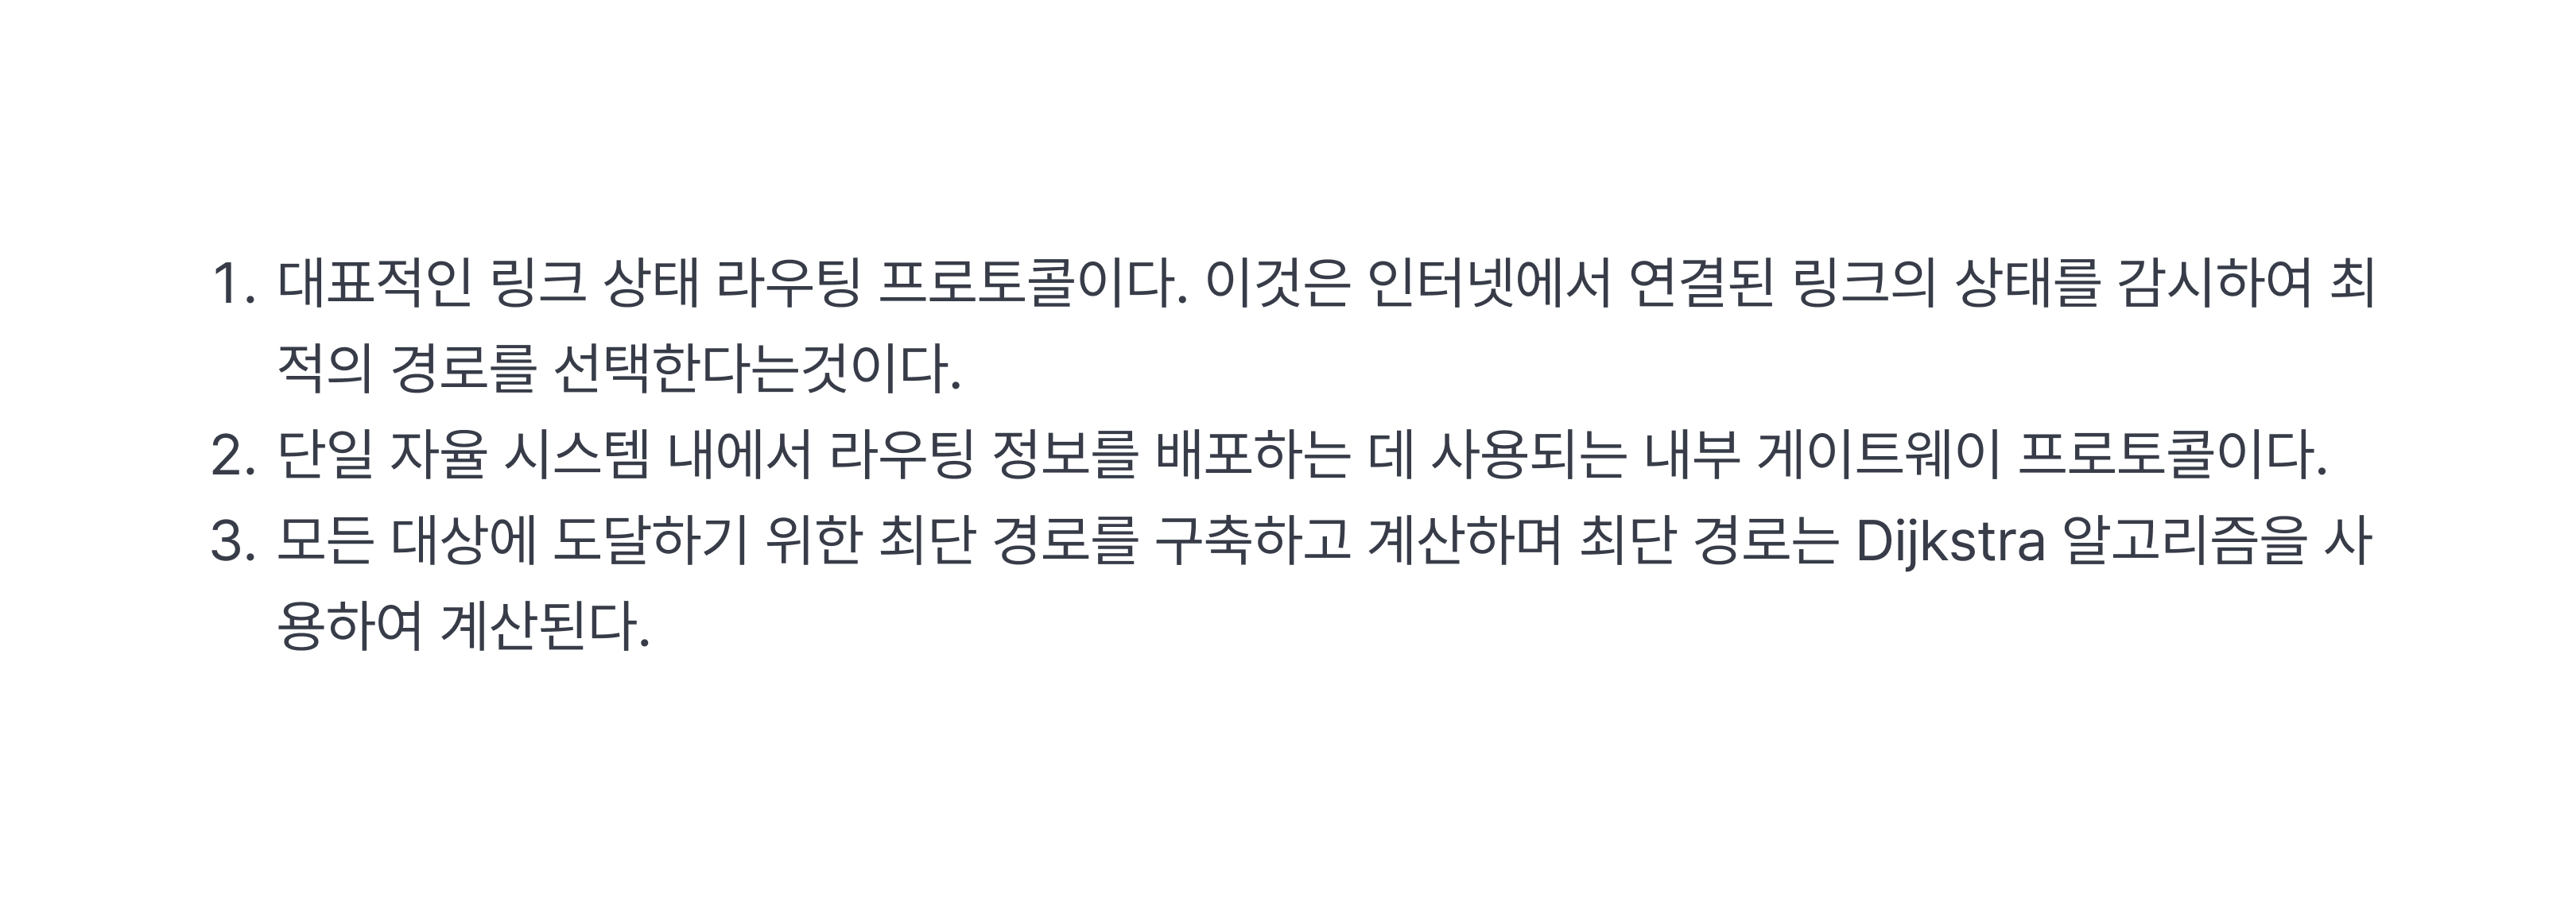 1. 대표적인 링크 상태 라우팅 프로토콜이다. 이것은 인터넷에서 연결된 링크의 상태를 감시하여 최
적의 경로를 선택한다는것이다.
2. 단일 자율 시스템 내에서 라우팅 정보를 배포하는 데 사용되는 내부 게이트웨이 프로토콜이다.
3. 모든 대상에 도달하기 위한 최단 경로를 구축하고 계산하며 최단 경로는 Dijkstra 알고리즘을 사
용하여 계산된다.